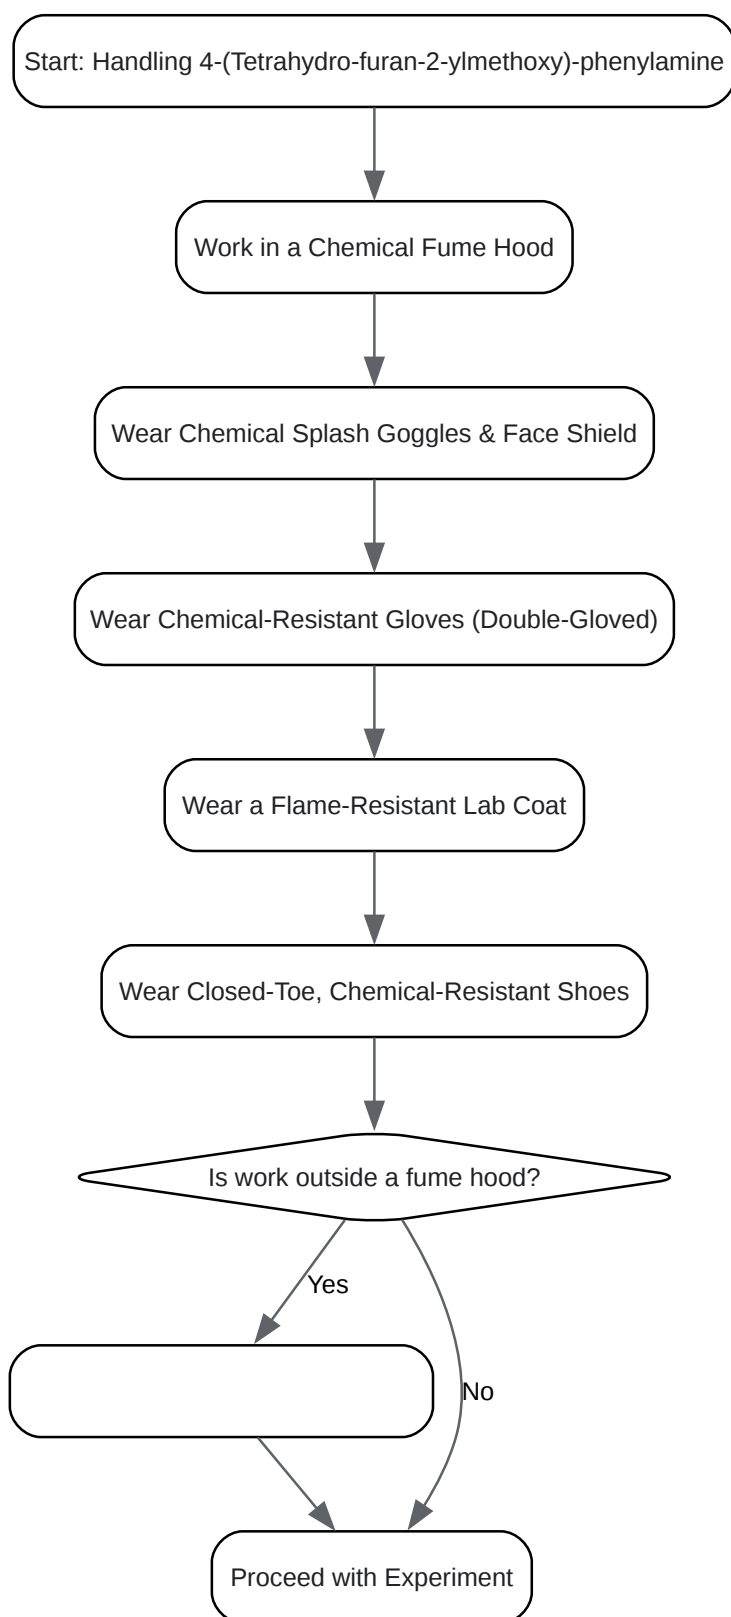 Start: Handling 4-(Tetrahydro-furan-2-ylmethoxy)-phenylamine
Work in a Chemical Fume Hood
Wear Chemical Splash Goggles & Face Shield
Wear Chemical-Resistant Gloves (Double-Gloved)
Wear a Flame-Resistant Lab Coat
Wear Closed-Toe, Chemical-Resistant Shoes
Is work outside a fume hood?
Yes
No
Proceed with Experiment